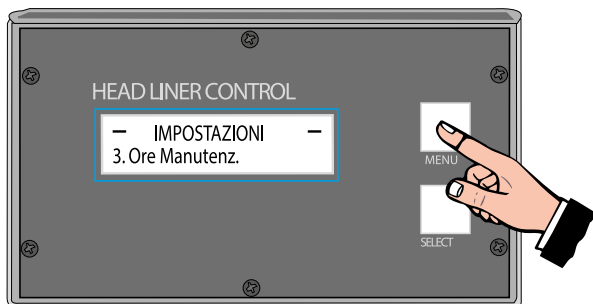 HEAD LINER CONTROL
– IMPOSTAZIONI –
3. Ore Manutenz.
MENU
SELECT